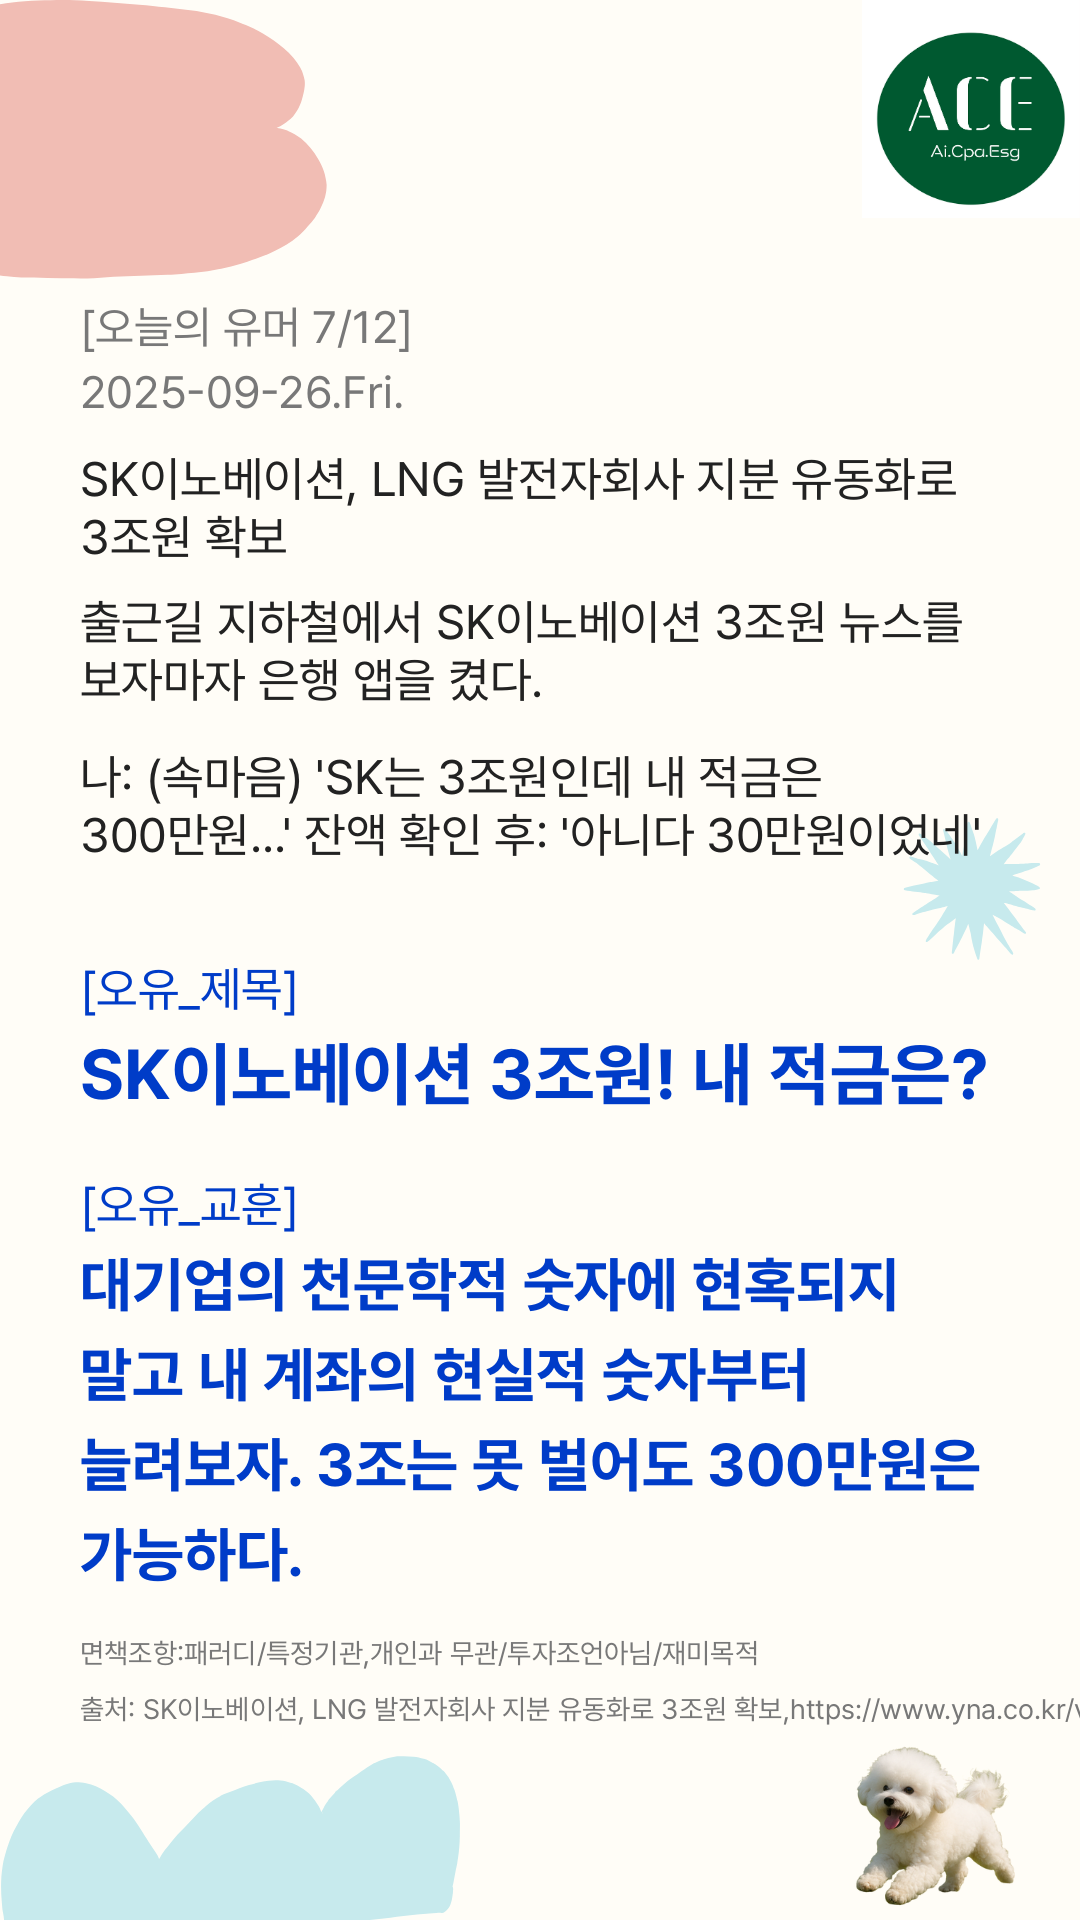 ACE
Ai.Cpa.Esg
[오늘의 유머 7/12]
2025-09-26.Fri.
SK이노베이션, LNG 발전자회사 지분 유동화로
3조원 확보
출근길 지하철에서 SK이노베이션 3조원 뉴스를
보자마자 은행 앱을 켰다.
나: (속마음) 'SK는 3조원인데 내 적금은
300만원...' 잔액 확인 후: '아니다 30만원이었네'
[오유_제목]
SK이노베이션 3조원! 내 적금은?
[오유_교훈]
대기업의 천문학적 숫자에 현혹되지
말고 내 계좌의 현실적 숫자부터
늘려보자. 3조는 못 벌어도 300만원은
가능하다.
면책조항:패러디/특정기관,개인과 무관/투자조언아님/재미목적
출처: SK이노베이션, LNG 발전자회사 지분 유동화로 3조원 확보,https://www.yna.co.kr/